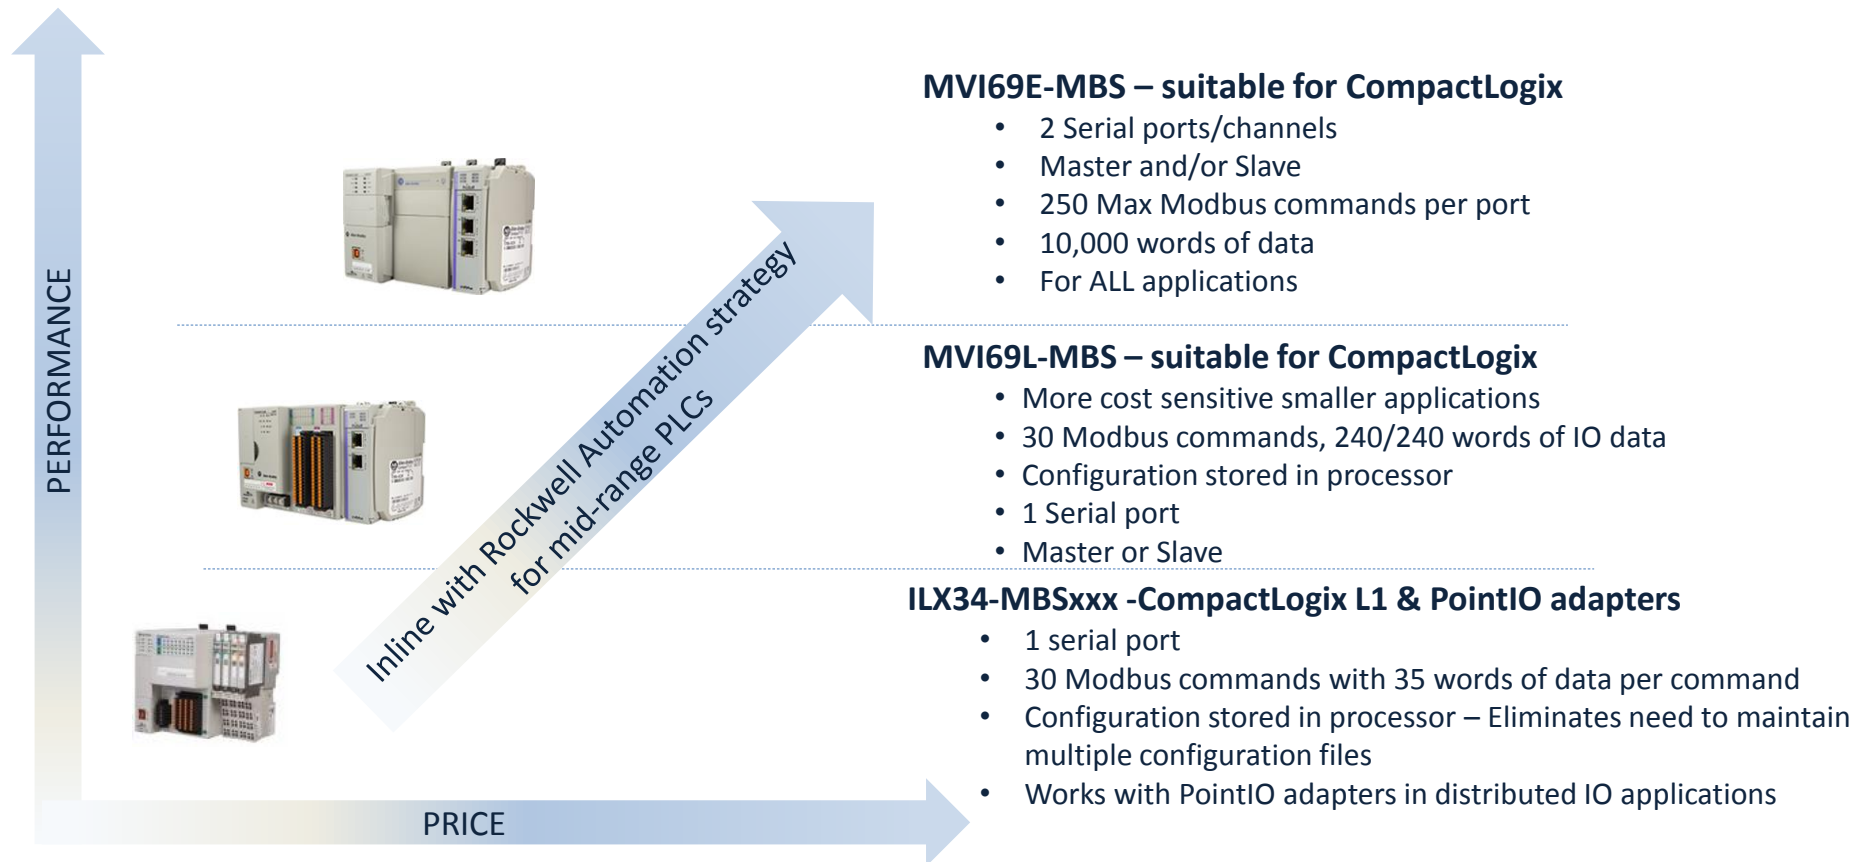 PERFORMANCE
MVI69E-MBS – suitable for CompactLogix
• 2 Serial ports/channels
• Master and/or Slave
• 250 Max Modbus commands per port
• 10,000 words of data
• For ALL applications
Inline with Rockwell Automation strategy
for mid-range PLCs
MVI69L-MBS – suitable for CompactLogix
• More cost sensitive smaller applications
• 30 Modbus commands, 240/240 words of IO data
• Configuration stored in processor
• 1 Serial port
• Master or Slave
ILX34-MBSxxx -CompactLogix L1 & PointIO adapters
• 1 serial port
• 30 Modbus commands with 35 words of data per command
• Configuration stored in processor – Eliminates need to maintain
multiple configuration files
• Works with PointIO adapters in distributed IO applications
PRICE